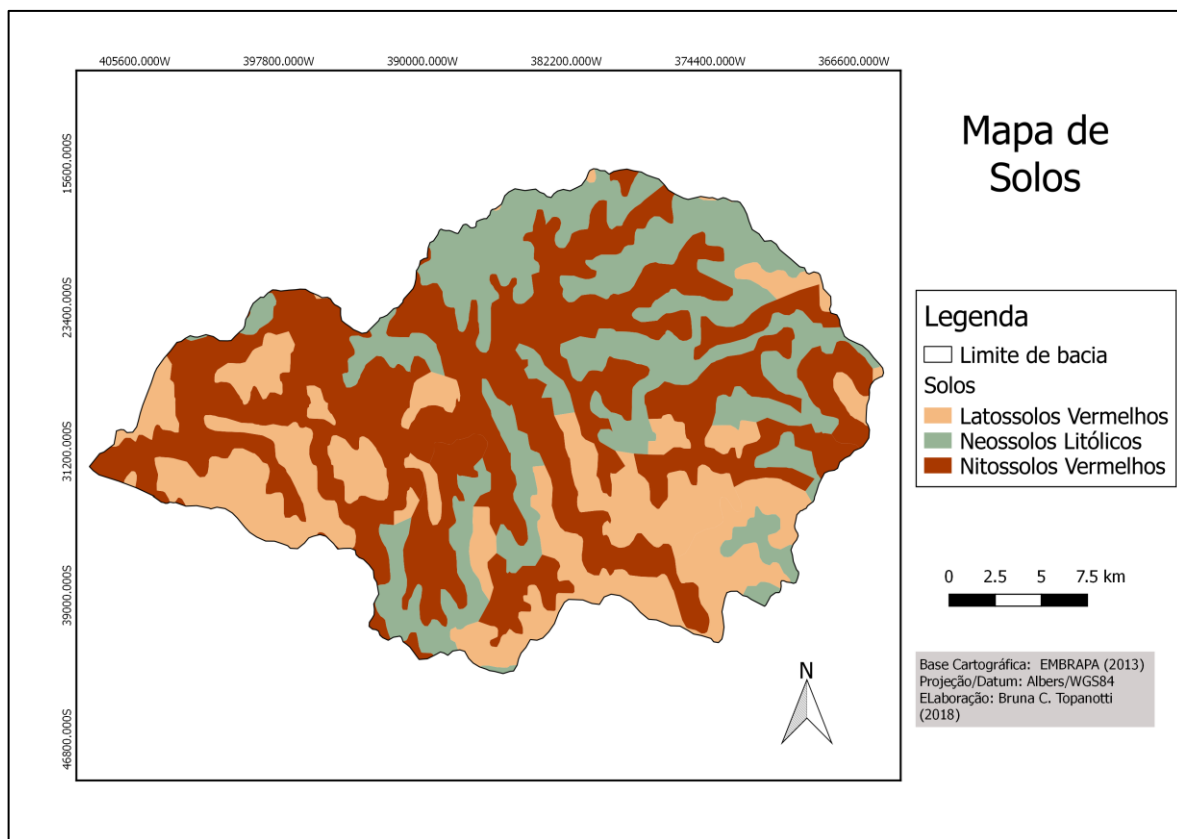 405600.000W 397800.000W 390000.000W 382200.000W 374400.000W 366600.000W
15600.000S
23400.000S
31200.000S
39000.000S
46800.000S
N
Mapa de
Solos
Legenda
Limite de bacia
Solos
Latossolos Vermelhos
Neossolos Litólicos
Nitossolos Vermelhos
0 2.5 5 7.5 km
Base Cartográfica: EMBRAPA (2013)
Projeção/Datum: Albers/WGS84
ELaboração: Bruna C. Topanotti
(2018)